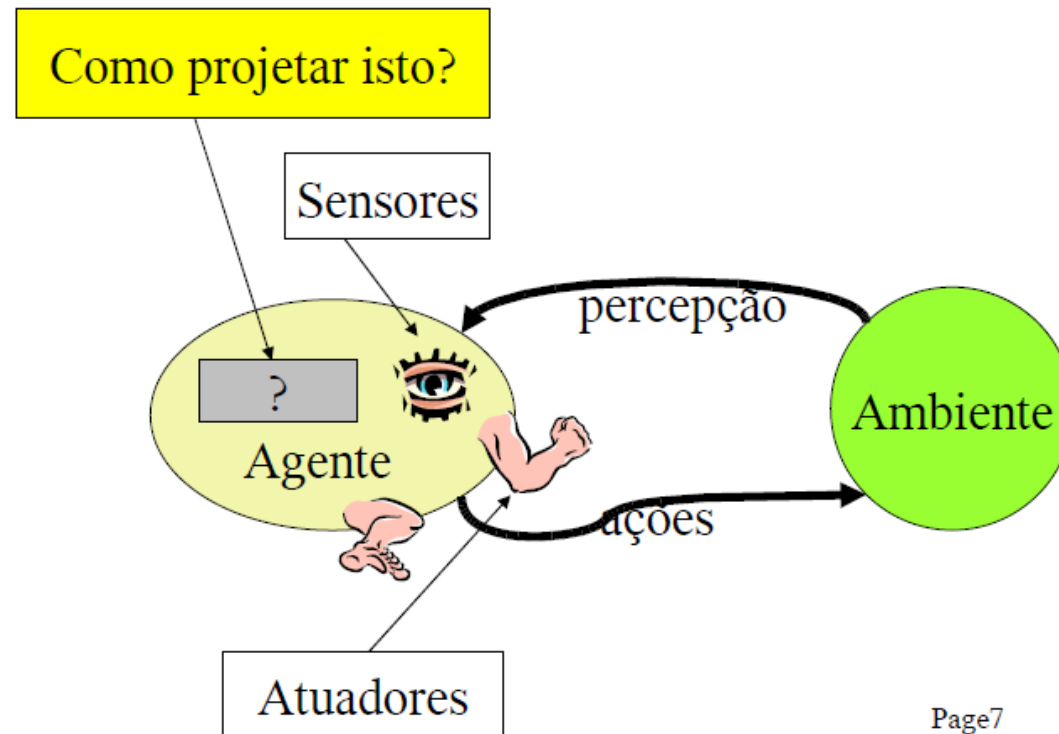 Como projetar isto?
Sensores
percepção
?
Ambiente
Agente
ações
Atuadores
Page7